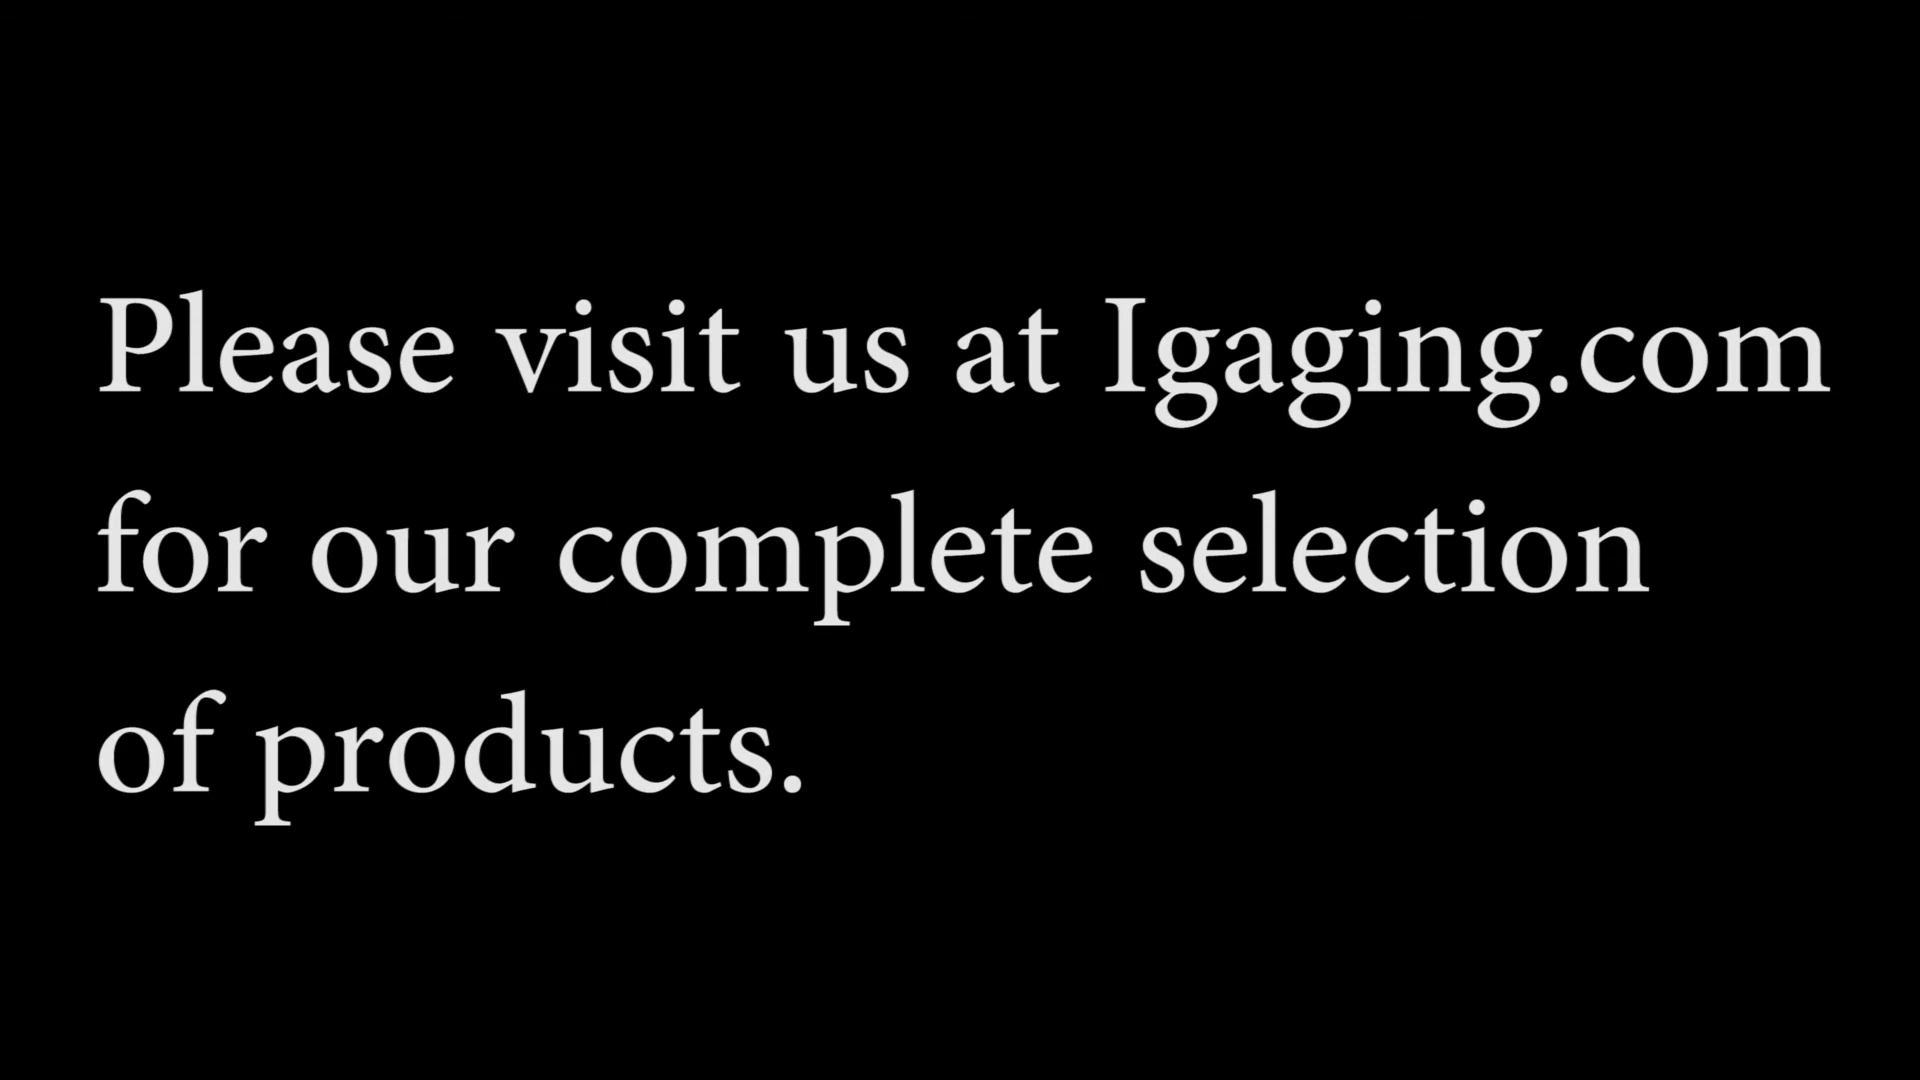 Please visit us at Igaging.com
for our complete selection
of products.